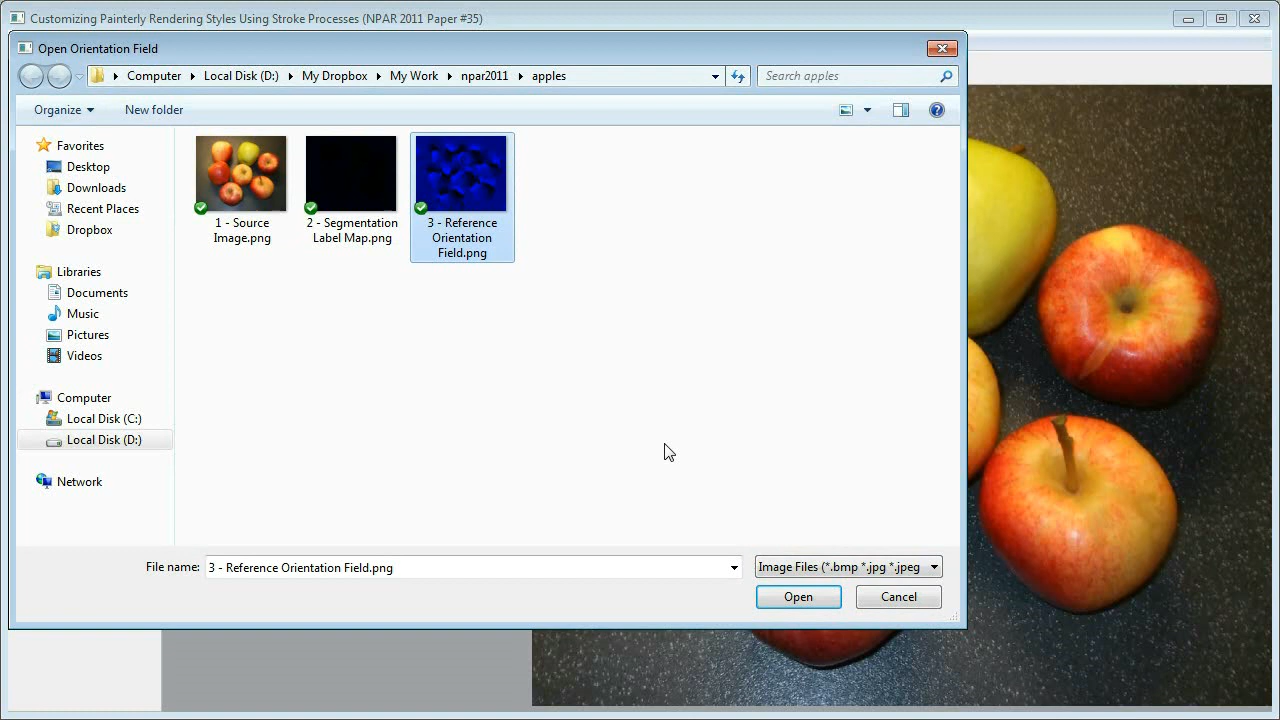 Customizing Painterly Rendering Styles Using Stroke Processes (NPAR 2011 Paper #35)
Open Orientation Field
Computer Local Disk (D:) My Dropbox My Work npar2011 apples
Search apples
Organize New folder
Favorites
Desktop
Downloads
Recent Places
Dropbox
Libraries
Documents
Music
Pictures
Videos
Computer
Local Disk (C:)
Local Disk (D:)
Network
1 - Source
Image.png
2 - Segmentation
Label Map.png
3 - Reference
Orientation
Field.png
File name: 3 - Reference Orientation Field.png
Image Files (*.bmp *.jpg *.jpeg
Open Cancel